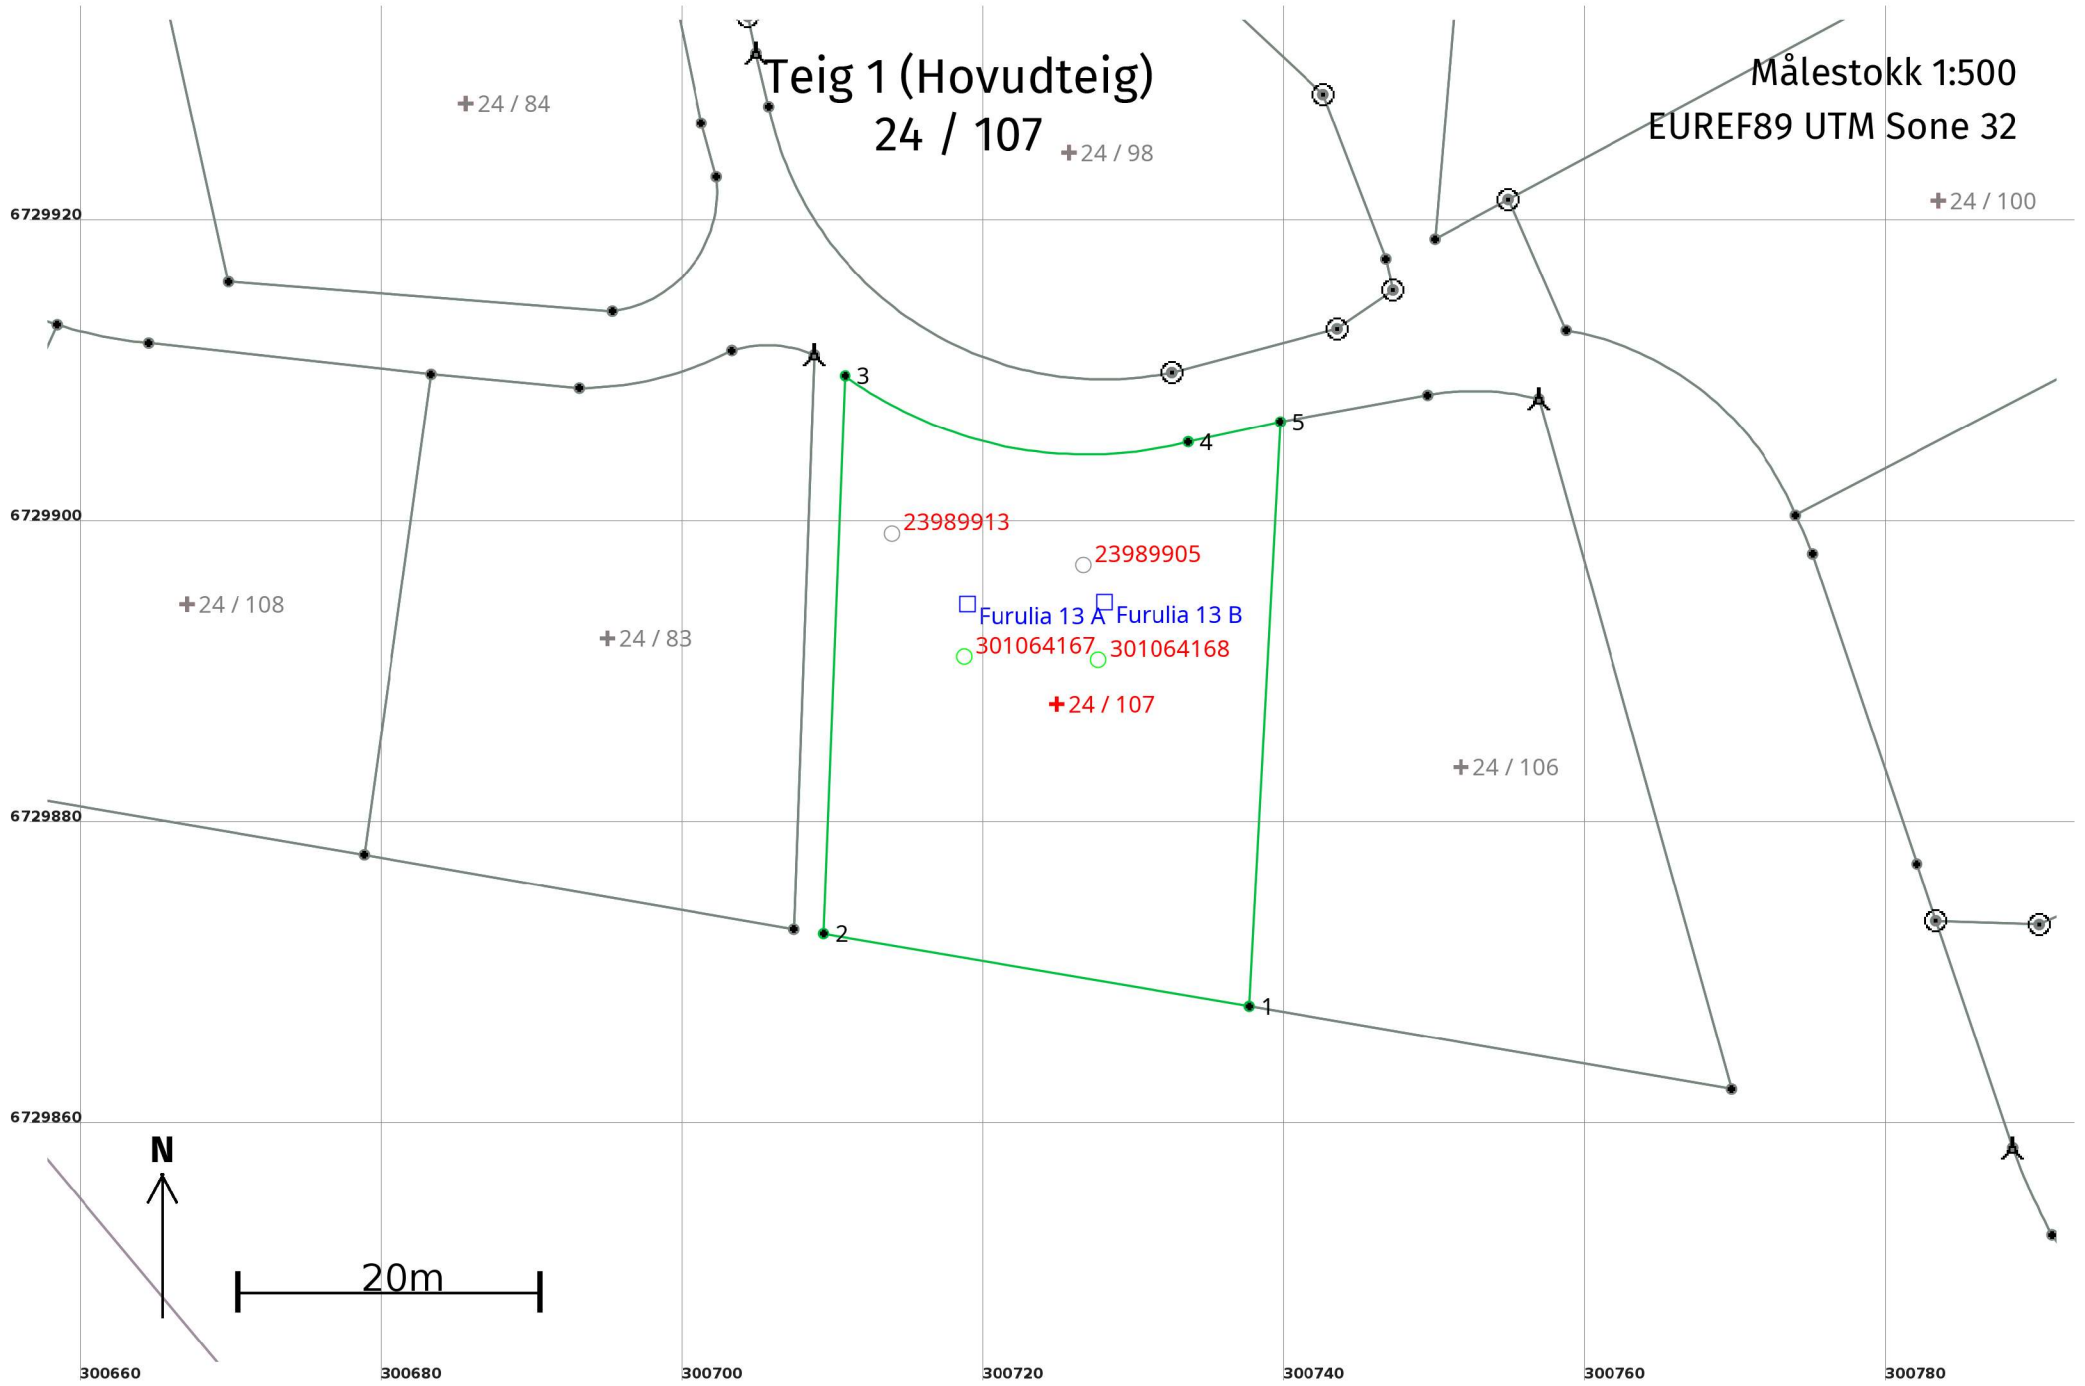 Teig 1 (Hovudteig)
24 / 107
Målestokk 1:500
EUREF89 UTM Sone 32
24 / 84
24 / 98
24 / 100
6729920
3
4
5
6729900
23989913
23989905
24 / 108
Furulia 13 A
Furulia 13 B
24 / 83
301064167
301064168
24 / 107
24 / 106
6729880
2
1
6729860
N
20m
300660
300680
300700
300720
300740
300760
300780